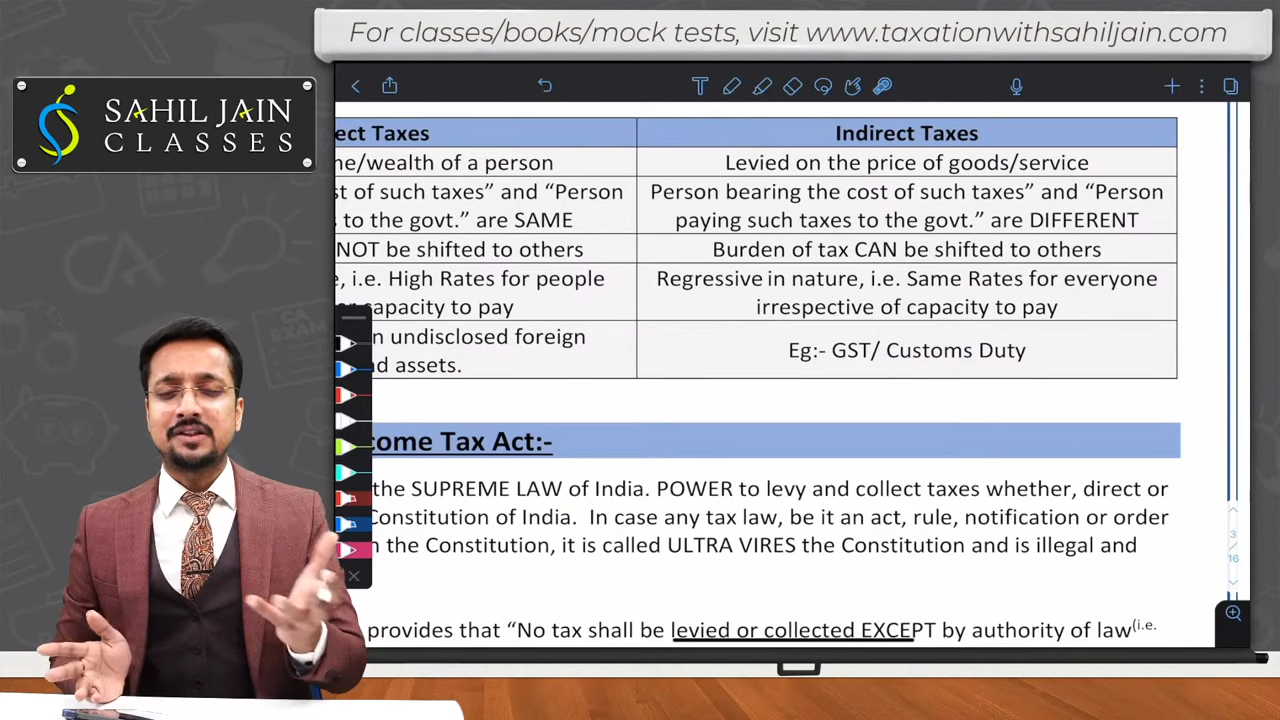 For classes/books/mock tests, visit www.taxationwithsahiljain.com
SAHIL JAIN
CLASSES
ect Taxes
Indirect Taxes
ne/wealth of a person
Levied on the price of goods/service
st of such taxes” and “Person
s to the govt.” are SAME
Person bearing the cost of such taxes” and “Person
paying such taxes to the govt.” are DIFFERENT
NOT be shifted to others
Burden of tax CAN be shifted to others
e, i.e. High Rates for people
capacity to pay
Regressive in nature, i.e. Same Rates for everyone
irrespective of capacity to pay
n undisclosed foreign
nd assets.
Eg:- GST/ Customs Duty
come Tax Act:-
the SUPREME LAW of India. POWER to levy and collect taxes whether, direct or
Constitution of India. In case any tax law, be it an act, rule, notification or order
n the Constitution, it is called ULTRA VIRES the Constitution and is illegal and
provides that “No tax shall be levied or collected EXCEPT by authority of law(i.e.
3
16